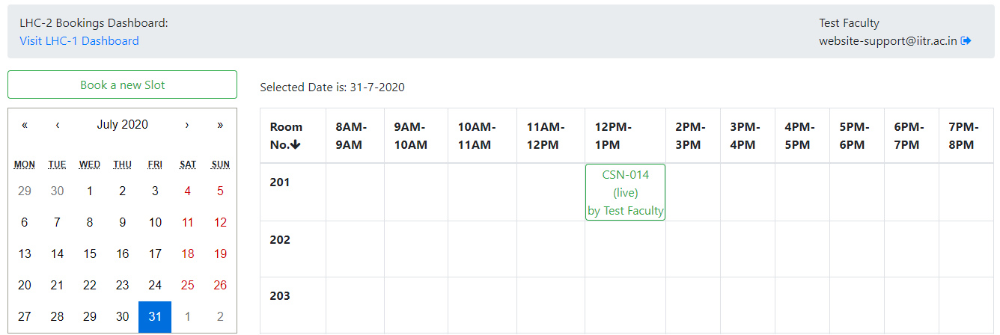 LHC-2 Bookings Dashboard:
Visit LHC-1 Dashboard
Test Faculty
website-support@iitr.ac.in
Book a new Slot
« ‹ July 2020 › »
MON TUE WED THU FRI SAT SUN
29 30 1 2 3 4 5
6 7 8 9 10 11 12
13 14 15 16 17 18 19
20 21 22 23 24 25 26
27 28 29 30 31 1 2
Selected Date is: 31-7-2020
Room 8AM- 9AM- 10AM- 11AM- 12PM- 2PM- 3PM- 4PM- 5PM- 6PM- 7PM-
No. 9AM 10AM 11AM 12PM 1PM 3PM 4PM 5PM 6PM 7PM 8PM
201
CSN-014
(live)
by Test Faculty
202
203